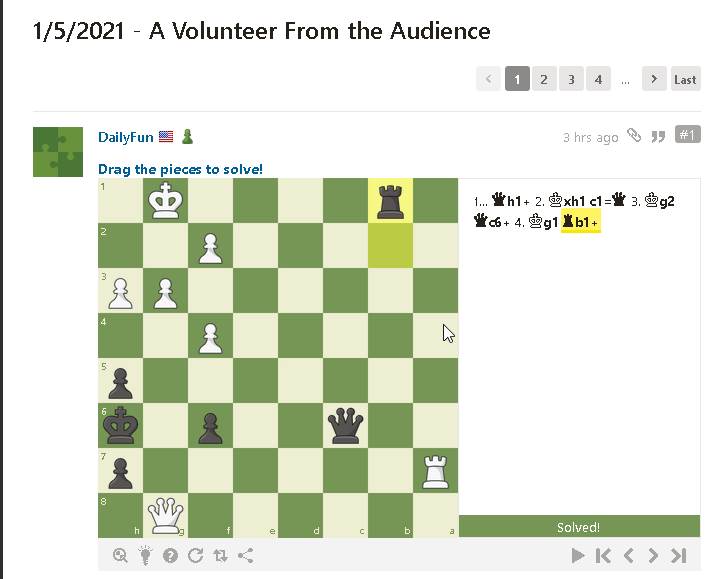 1/5/2021 - A Volunteer From the Audience
< 1 2 3 4 ... > Last
DailyFun 3 hrs ago #1
Drag the pieces to solve!
1... ♛h1+ 2. ♔xh1 c1=♛ 3. ♔g2
♛c6+ 4. ♔g1 ♜b1+
1
2
3
4
5
6
7
8
h g f e d c b a
Solved!